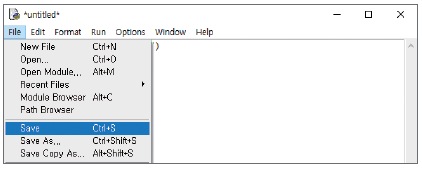 *untitled*
File Edit Format Run Options Window Help
New File Ctrl+N
)
Open... Ctrl+O
Open Module... Alt+M
Recent Files
Module Browser Alt+C
Path Browser
Save Ctrl+S
Save As... Ctrl+Shift+S
Save Copy As... Alt+Shift+S